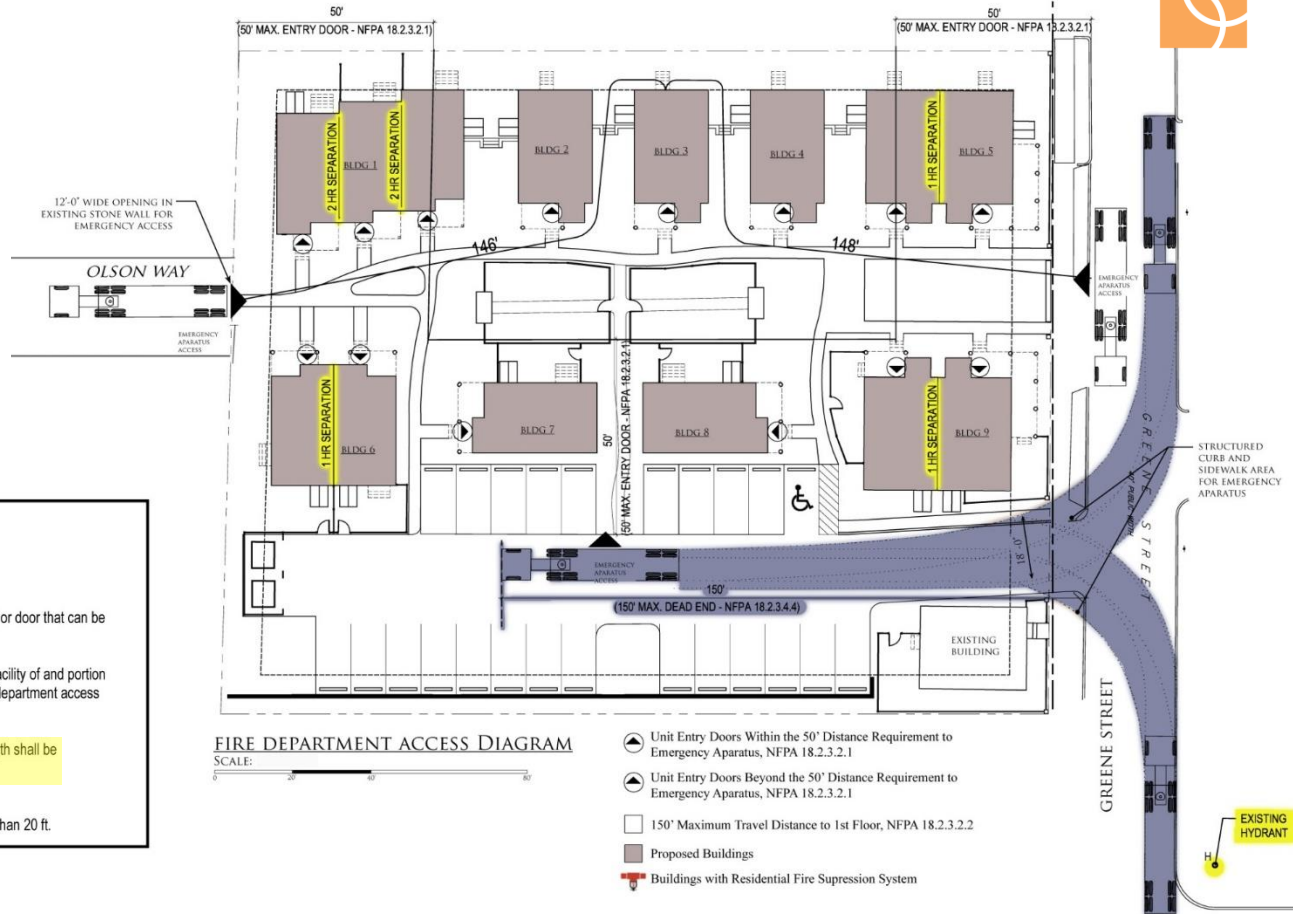 50'
(50' MAX. ENTRY DOOR - NFPA 18.2.3.2.1)
50'
(50' MAX. ENTRY DOOR - NFPA 18.2.3.2.1)
12'-0" WIDE OPENING IN
EXISTING STONE WALL FOR
EMERGENCY ACCESS
OLSON WAY
EMERGENCY
APARATUS
ACCESS
2 HR SEPARATION
BLDG 1
2 HR SEPARATION
BLDG 2
BLDG 3
BLDG 4
1 HR SEPARATION
BLDG 5
146'
148'
EMERGENCY
APARATUS
ACCESS
1 HR SEPARATION
BLDG 6
BLDG 7
50'
(50' MAX. ENTRY DOOR - NFPA 18.2.3.2.1)
BLDG 8
1 HR SEPARATION
BLDG 9
GREENE STREET
STRUCTURED
CURB AND
SIDEWALK AREA
FOR EMERGENCY
APARATUS
18'-0"
EMERGENCY
APARATUS
ACCESS
150'
(150' MAX. DEAD END - NFPA 18.2.3.4.4)
EXISTING
BUILDING
GREENE STREET
or door that can be
acility of and portion
department access
th shall be
han 20 ft.
FIRE DEPARTMENT ACCESS DIAGRAM
SCALE:
0 20' 40' 80'
Unit Entry Doors Within the 50' Distance Requirement to
Emergency Aparatus, NFPA 18.2.3.2.1
Unit Entry Doors Beyond the 50' Distance Requirement to
Emergency Aparatus, NFPA 18.2.3.2.1
150' Maximum Travel Distance to 1st Floor, NFPA 18.2.3.2.2
Proposed Buildings
Buildings with Residential Fire Supression System
EXISTING
HYDRANT
H